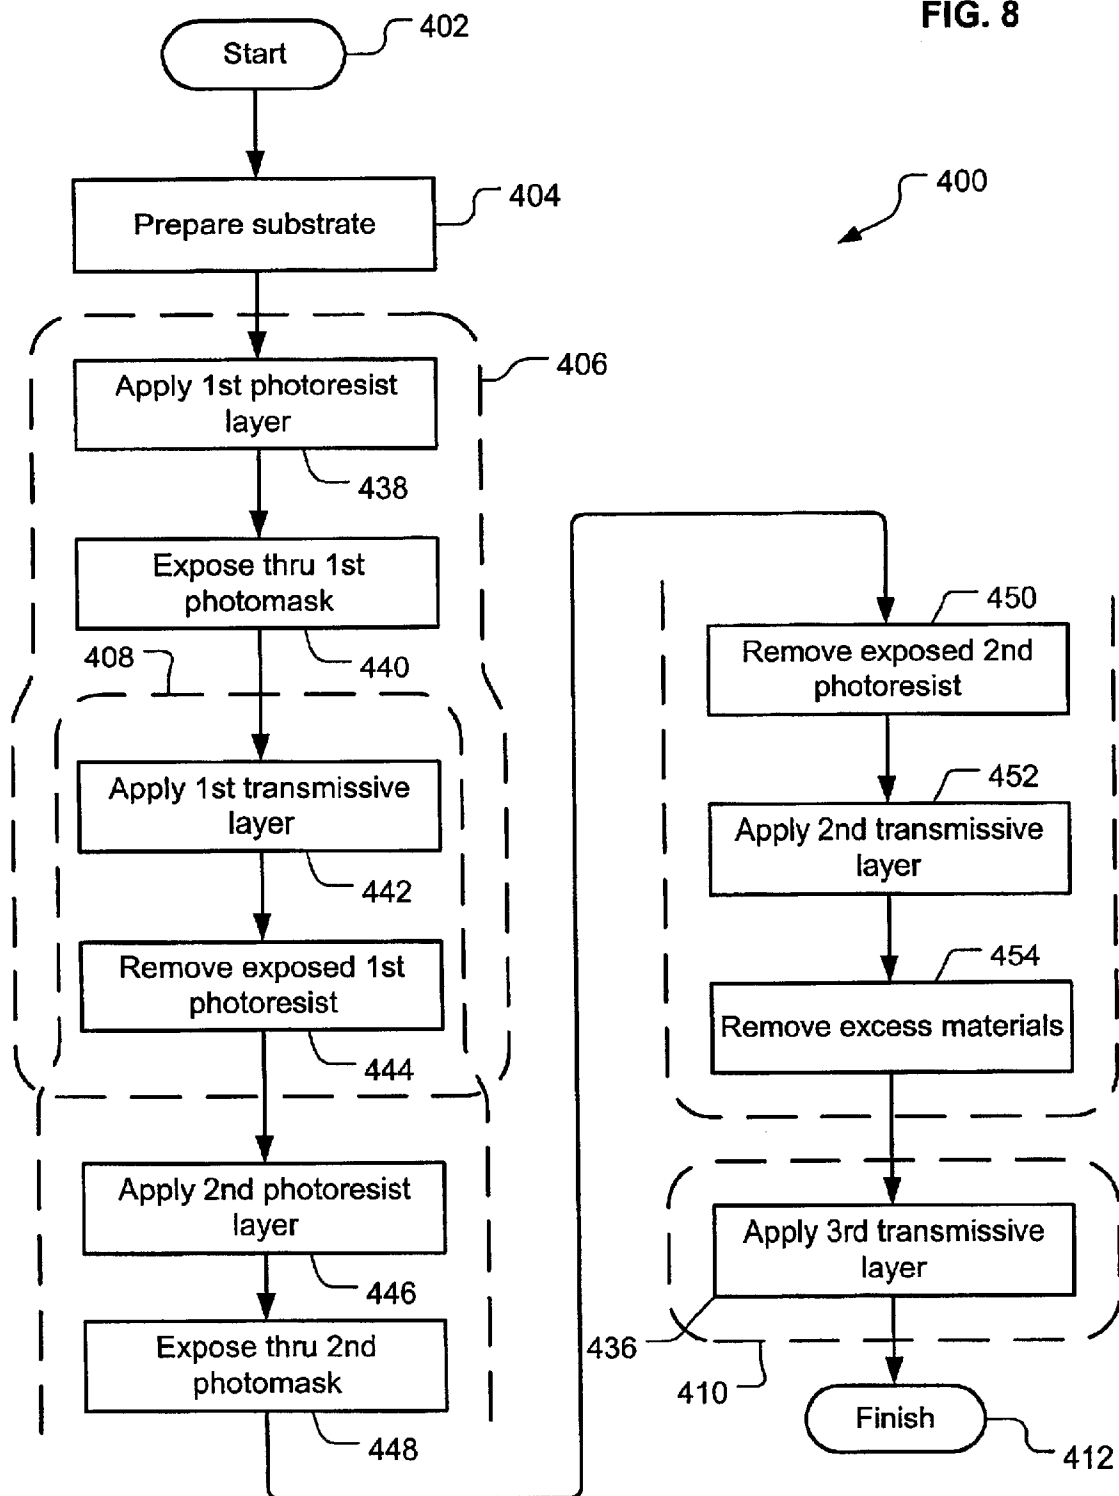 FIG. 8
Start
402
400
Prepare substrate
404
406
Apply 1st photoresist
layer
438
Expose thru 1st
photomask
440
408
Apply 1st transmissive
layer
442
Remove exposed 1st
photoresist
444
Apply 2nd photoresist
layer
446
Expose thru 2nd
photomask
448
450
Remove exposed 2nd
photoresist
452
Apply 2nd transmissive
layer
454
Remove excess materials
Apply 3rd transmissive
layer
436
410
Finish
412